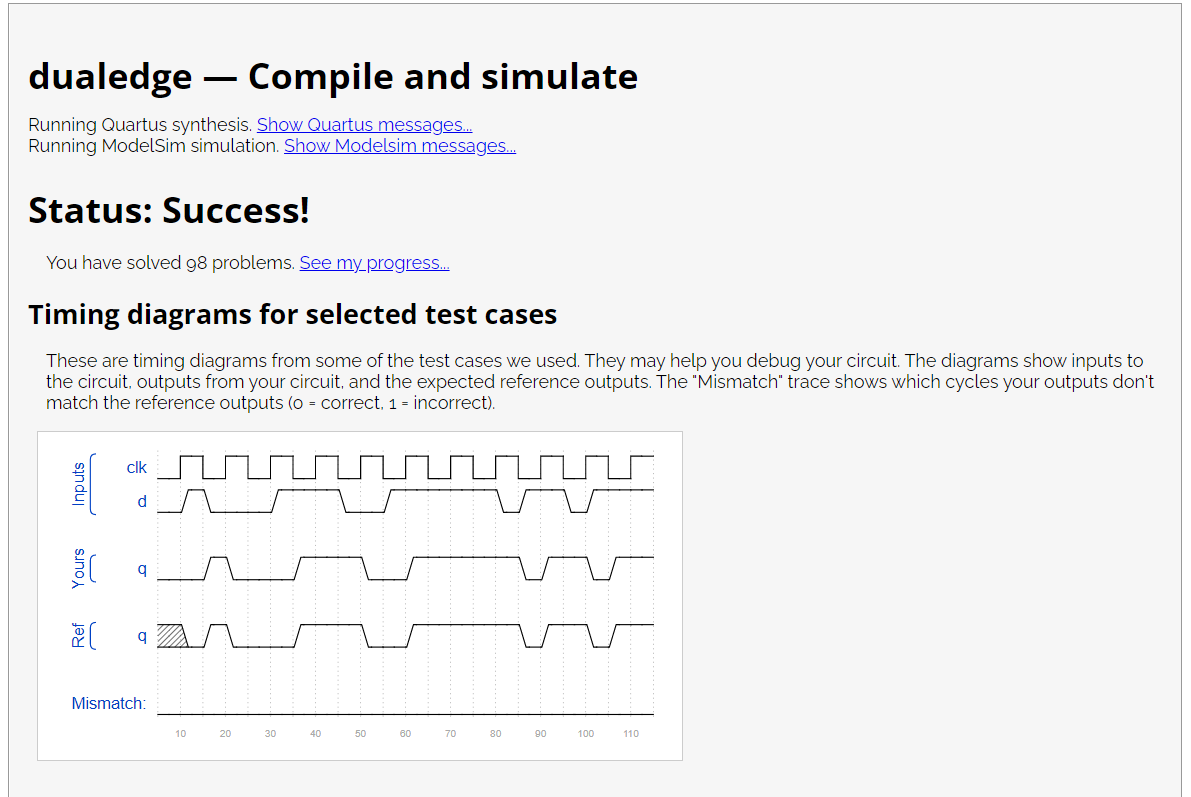 dualedge — Compile and simulate
Running Quartus synthesis. Show Quartus messages...
Running ModelSim simulation. Show Modelsim messages...
Status: Success!
You have solved 98 problems. See my progress...
Timing diagrams for selected test cases
These are timing diagrams from some of the test cases we used. They may help you debug your circuit. The diagrams show inputs to
the circuit, outputs from your circuit, and the expected reference outputs. The "Mismatch" trace shows which cycles your outputs don't
match the reference outputs (0 = correct, 1 = incorrect).
Inputs
clk
d
Yours
q
Ref
q
Mismatch:
10 20 30 40 50 60 70 80 90 100 110